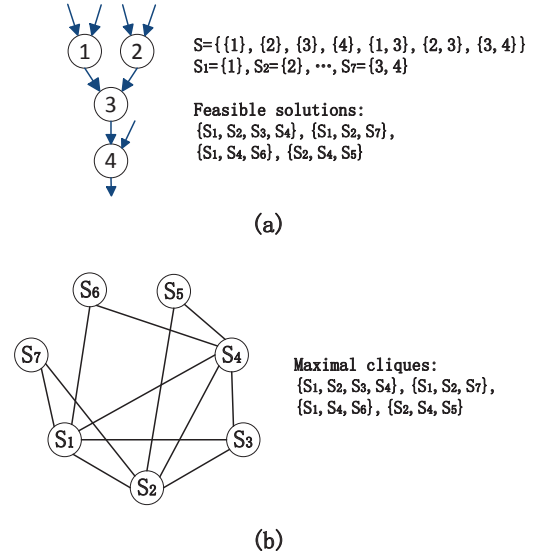 1
2
3
4
S={{1}, {2}, {3}, {4}, {1, 3}, {2, 3}, {3, 4}}
S₁={1}, S₂={2}, ⋯, S₇={3, 4}
Feasible solutions:
{S₁, S₂, S₃, S₄}, {S₁, S₂, S₇},
{S₁, S₄, S₆}, {S₂, S₄, S₅}
(a)
S₆
S₅
S₇
S₄
S₁
S₃
S₂
Maximal cliques:
{S₁, S₂, S₃, S₄}, {S₁, S₂, S₇},
{S₁, S₄, S₆}, {S₂, S₄, S₅}
(b)